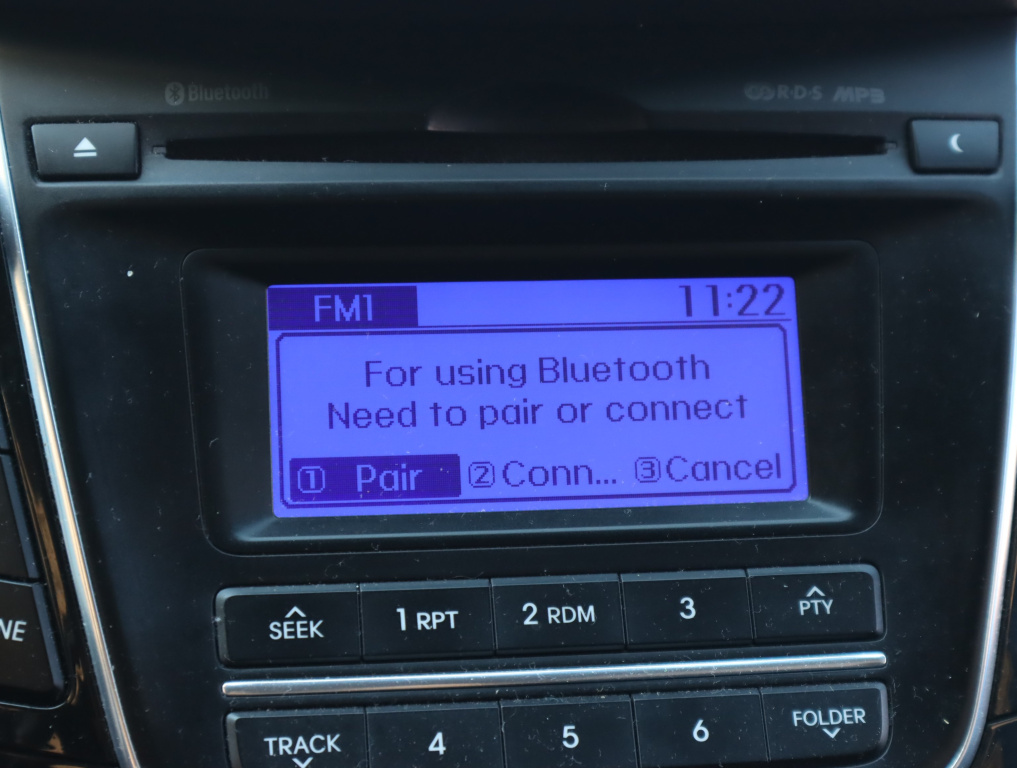 Bluetooth
R·D·S MP3
FM1 11:22
For using Bluetooth
Need to pair or connect
1 Pair 2 Conn... 3 Cancel
SEEK 1 RPT 2 RDM 3 PTY
NE
TRACK 4 5 6 FOLDER